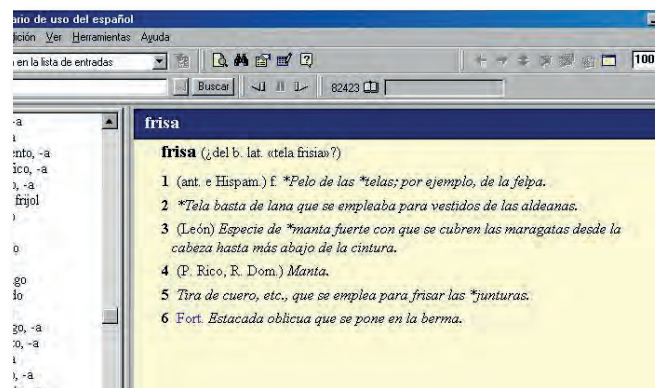 ario de uso del español
ición Ver Herramientas Ayuda
en la lista de entradas
100
Buscar
82423
-a
frisa
frisa (¿del b. lat. «tela frisia»?)
ento, -a
ico, -a
1 (ant. e Hispam.) f. *Pelo de las *telas; por ejemplo, de la felpa.
o, -a
frijol
2 *Tela basta de lana que se empleaba para vestidos de las aldeanas.
3 (León) Especie de *manta fuerte con que se cubren las maragatas desde la
cabeza hasta más abajo de la cintura.
4 (P. Rico, R. Dom.) Manta.
go
do
5 Tira de cuero, etc., que se emplea para frisar las *junturas.
6 Fort. Estacada oblicua que se pone en la berma.
go, -a
to, -a
, -a